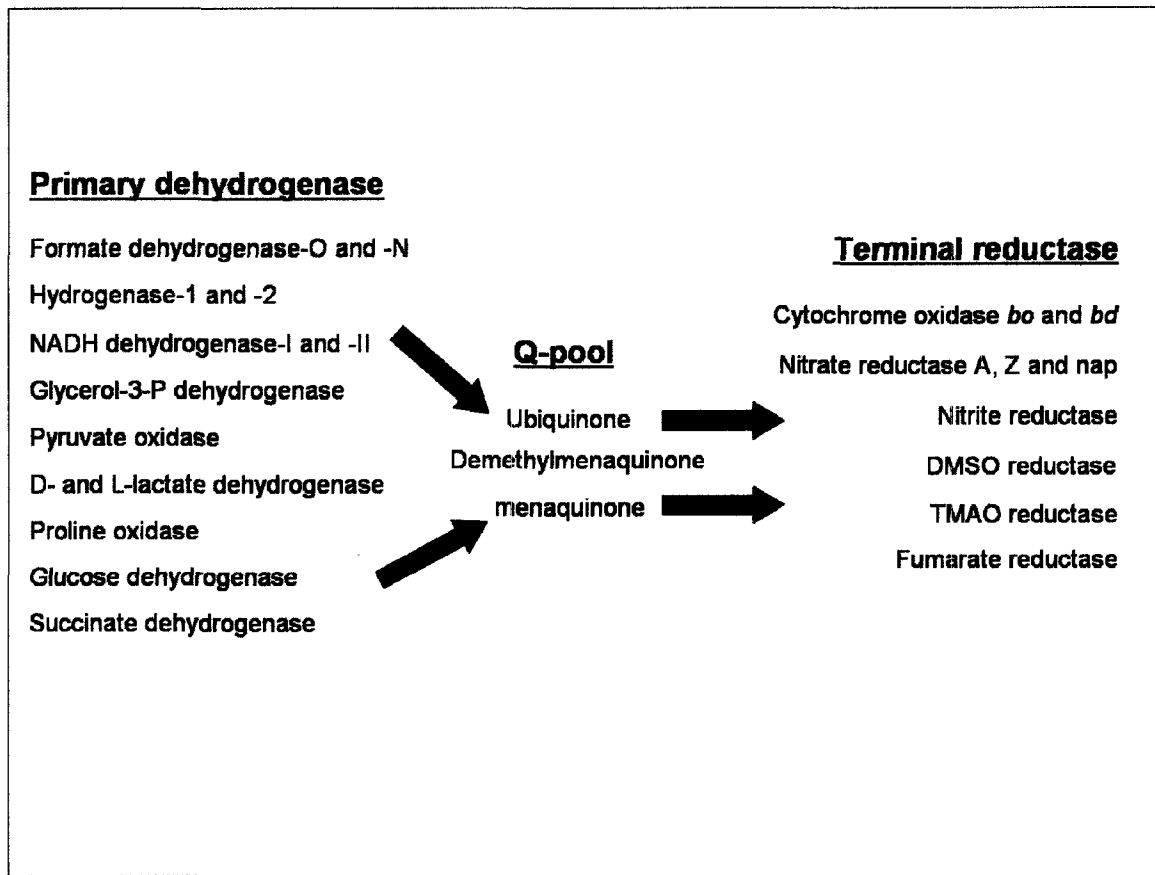 Primary dehydrogenase
Formate dehydrogenase-O and -N
Hydrogenase-1 and -2
NADH dehydrogenase-I and -II
Glycerol-3-P dehydrogenase
Pyruvate oxidase
D- and L-lactate dehydrogenase
Proline oxidase
Glucose dehydrogenase
Succinate dehydrogenase
Q-pool
Ubiquinone
Demethylmenaquinone
menaquinone
Terminal reductase
Cytochrome oxidase bo and bd
Nitrate reductase A, Z and nap
Nitrite reductase
DMSO reductase
TMAO reductase
Fumarate reductase